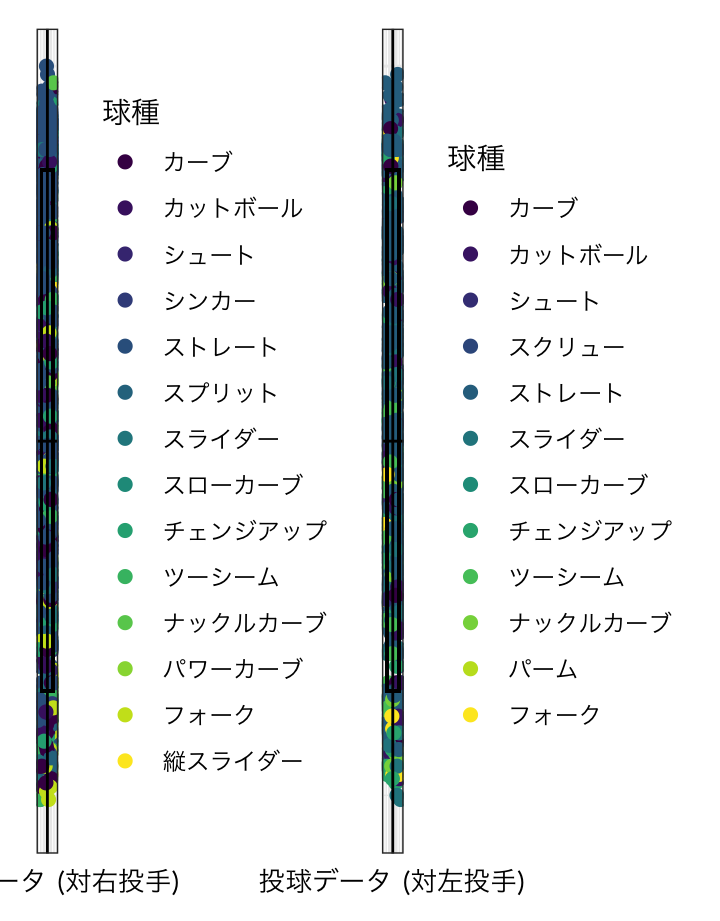 球種
カーブ
カットボール
シュート
シンカー
ストレート
スプリット
スライダー
スローカーブ
チェンジアップ
ツーシーム
ナックルカーブ
パワーカーブ
フォーク
縦スライダー
ータ (対右投手)
球種
カーブ
カットボール
シュート
スクリュー
ストレート
スライダー
スローカーブ
チェンジアップ
ツーシーム
ナックルカーブ
パーム
フォーク
投球データ (対左投手)